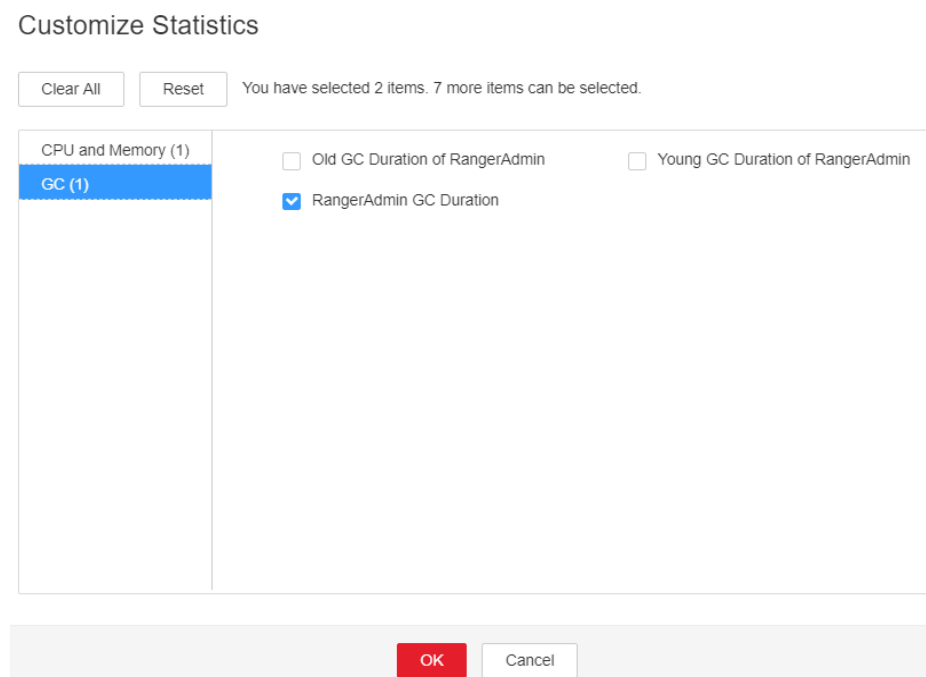 Customize Statistics
Clear All Reset You have selected 2 items. 7 more items can be selected.
CPU and Memory (1)
GC (1)
Old GC Duration of RangerAdmin Young GC Duration of RangerAdmin
RangerAdmin GC Duration
OK Cancel